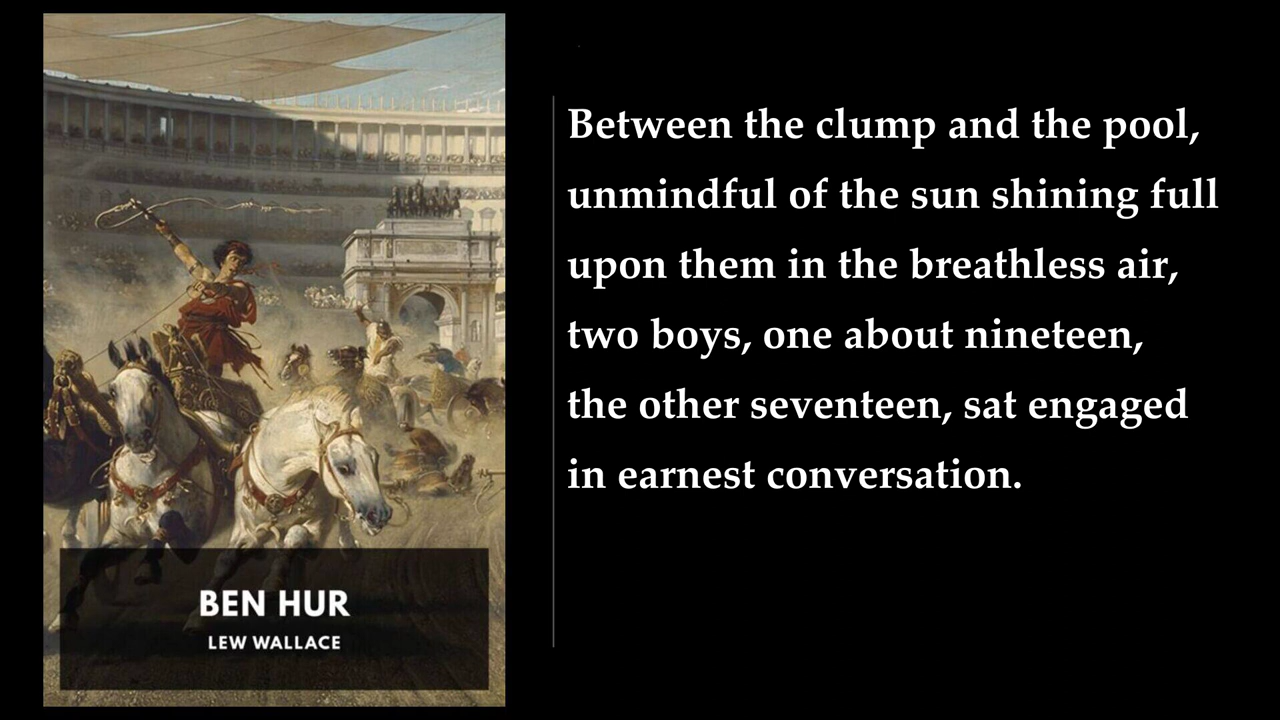 BEN HUR
LEW WALLACE
Between the clump and the pool,
unmindful of the sun shining full
upon them in the breathless air,
two boys, one about nineteen,
the other seventeen, sat engaged
in earnest conversation.